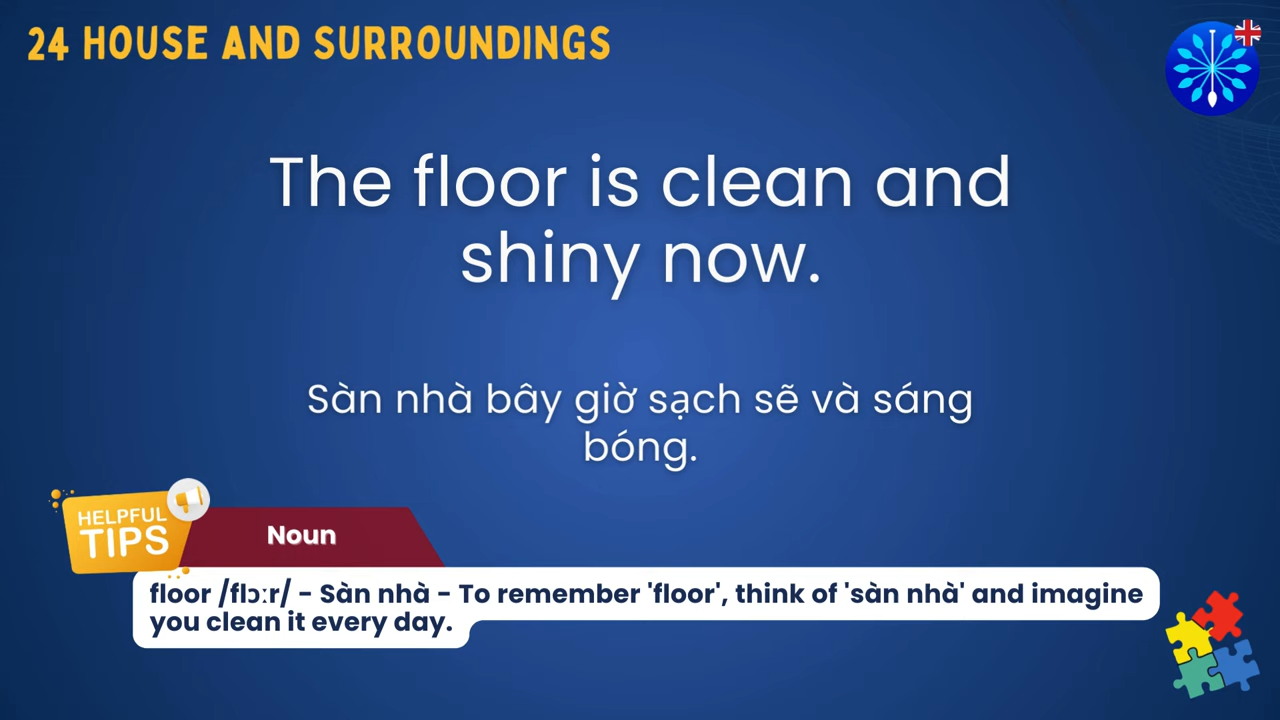 24 HOUSE AND SURROUNDINGS
The floor is clean and
shiny now.
Sàn nhà bây giờ sạch sẽ và sáng
bóng.
HELPFUL
TIPS
Noun
floor /flɔːr/ - Sàn nhà - To remember 'floor', think of 'sàn nhà' and imagine
you clean it every day.